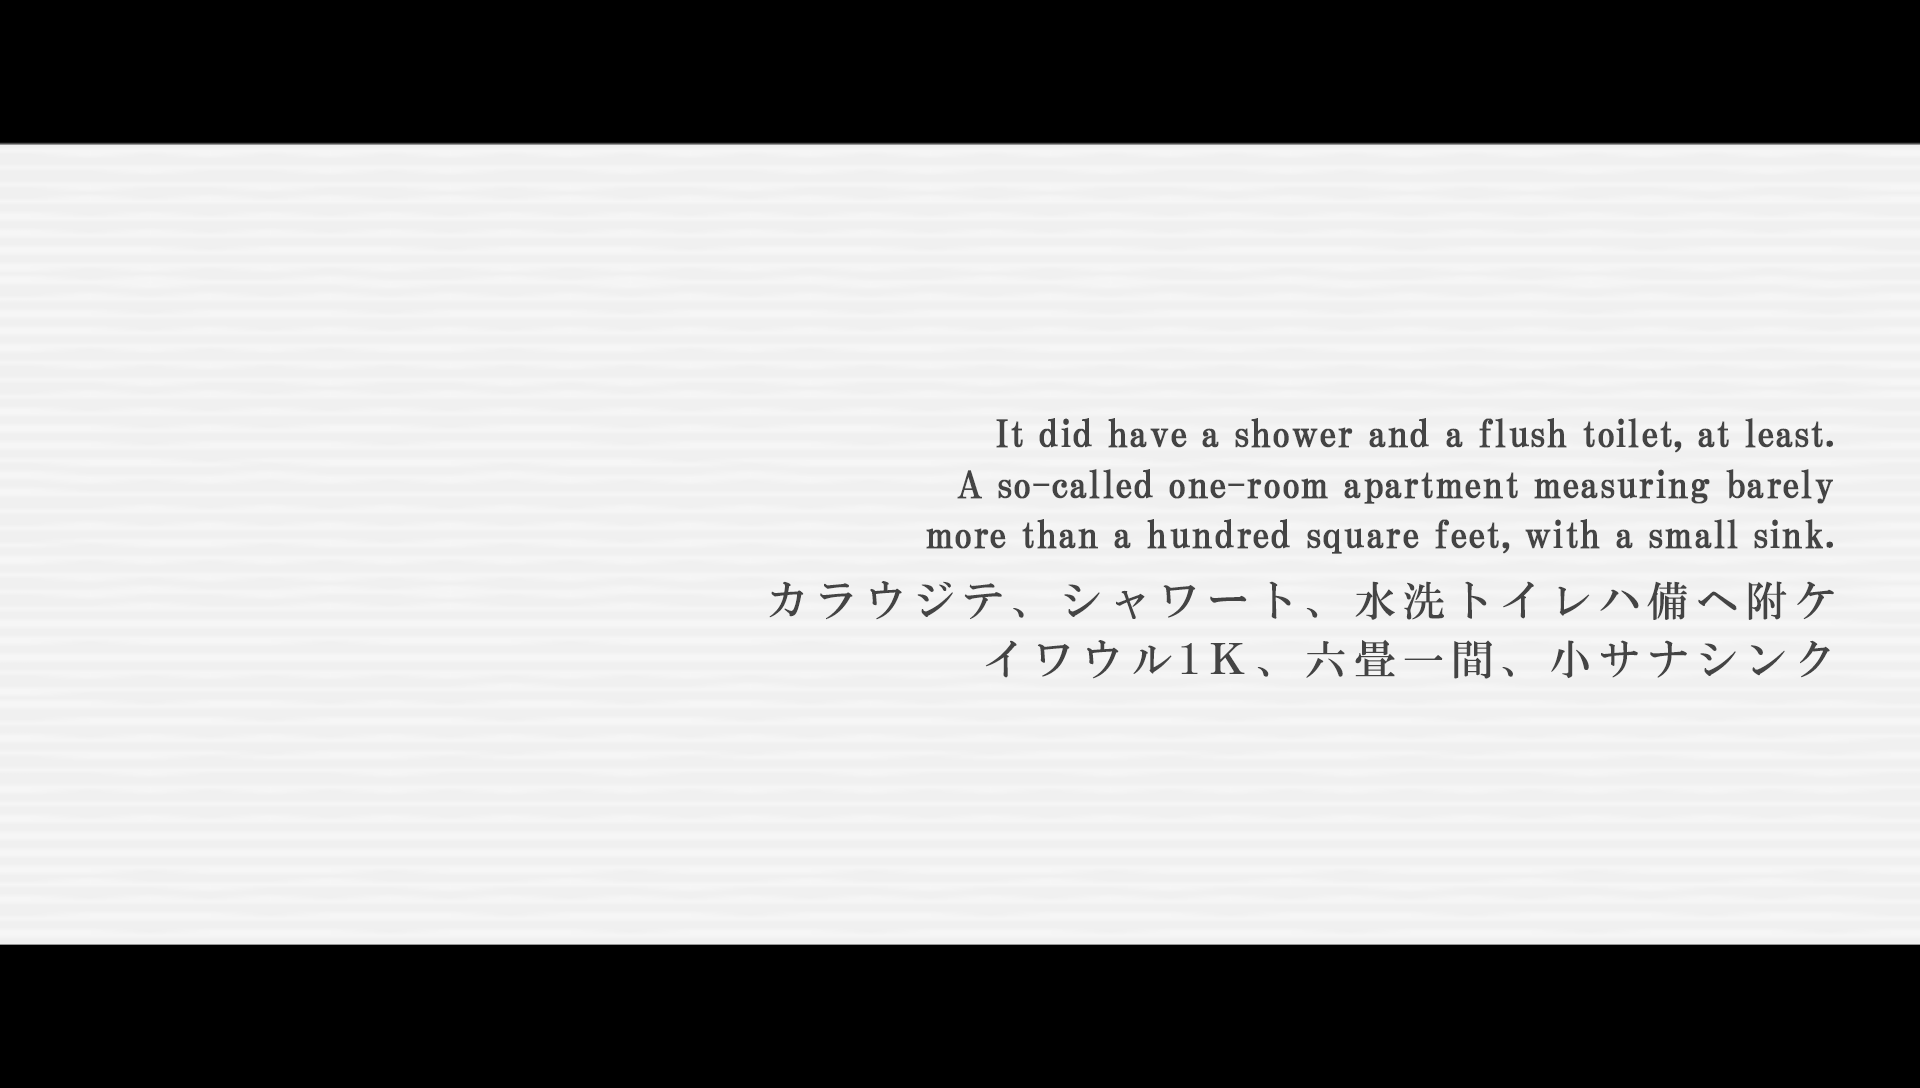 It did have a shower and a flush toilet, at least.
A so-called one-room apartment measuring barely
more than a hundred square feet, with a small sink.
カラウジテ、シャワート、水洗トイレハ備ヘ附ケ
イワウル1K、六畳一間、小サナシンク